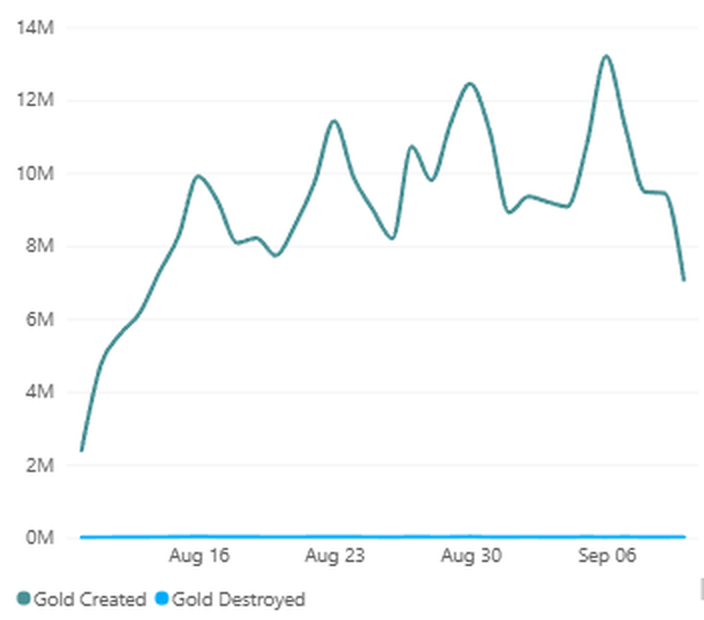 14M
12M
10M
8M
6M
4M
2M
0M
Aug 16 Aug 23 Aug 30 Sep 06
Gold Created Gold Destroyed